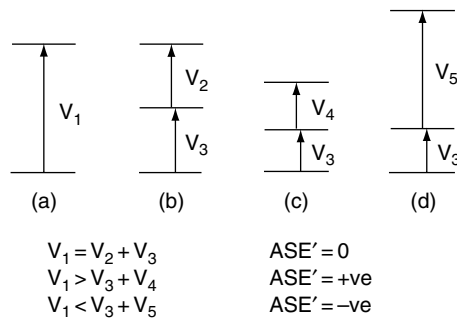 V₁
V₂
V₃
V₄
V₃
V₅
V₃
(a) (b) (c) (d)
V₁ = V₂ + V₃ ASE′ = 0
V₁ > V₃ + V₄ ASE′ = +ve
V₁ < V₃ + V₅ ASE′ = –ve